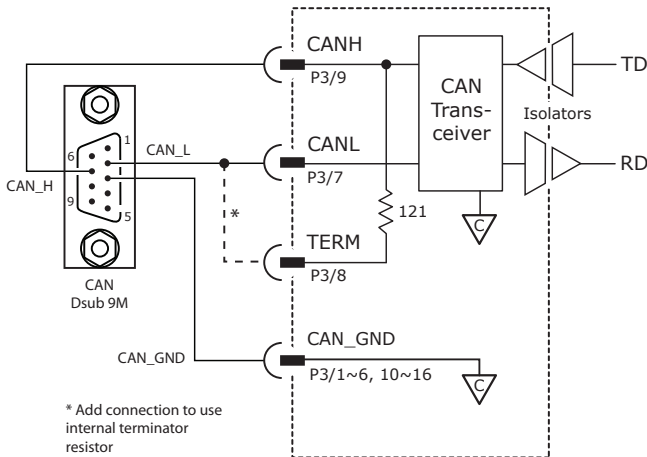 CANH
P3/9
CAN
Trans-
ceiver
TD
Isolators
1
6
CAN_L
CANL
P3/7
RD
CAN_H
9
5
*
121
C
TERM
P3/8
CAN
Dsub 9M
CAN_GND
CAN_GND
P3/1~6, 10~16
C
* Add connection to use
internal terminator
resistor